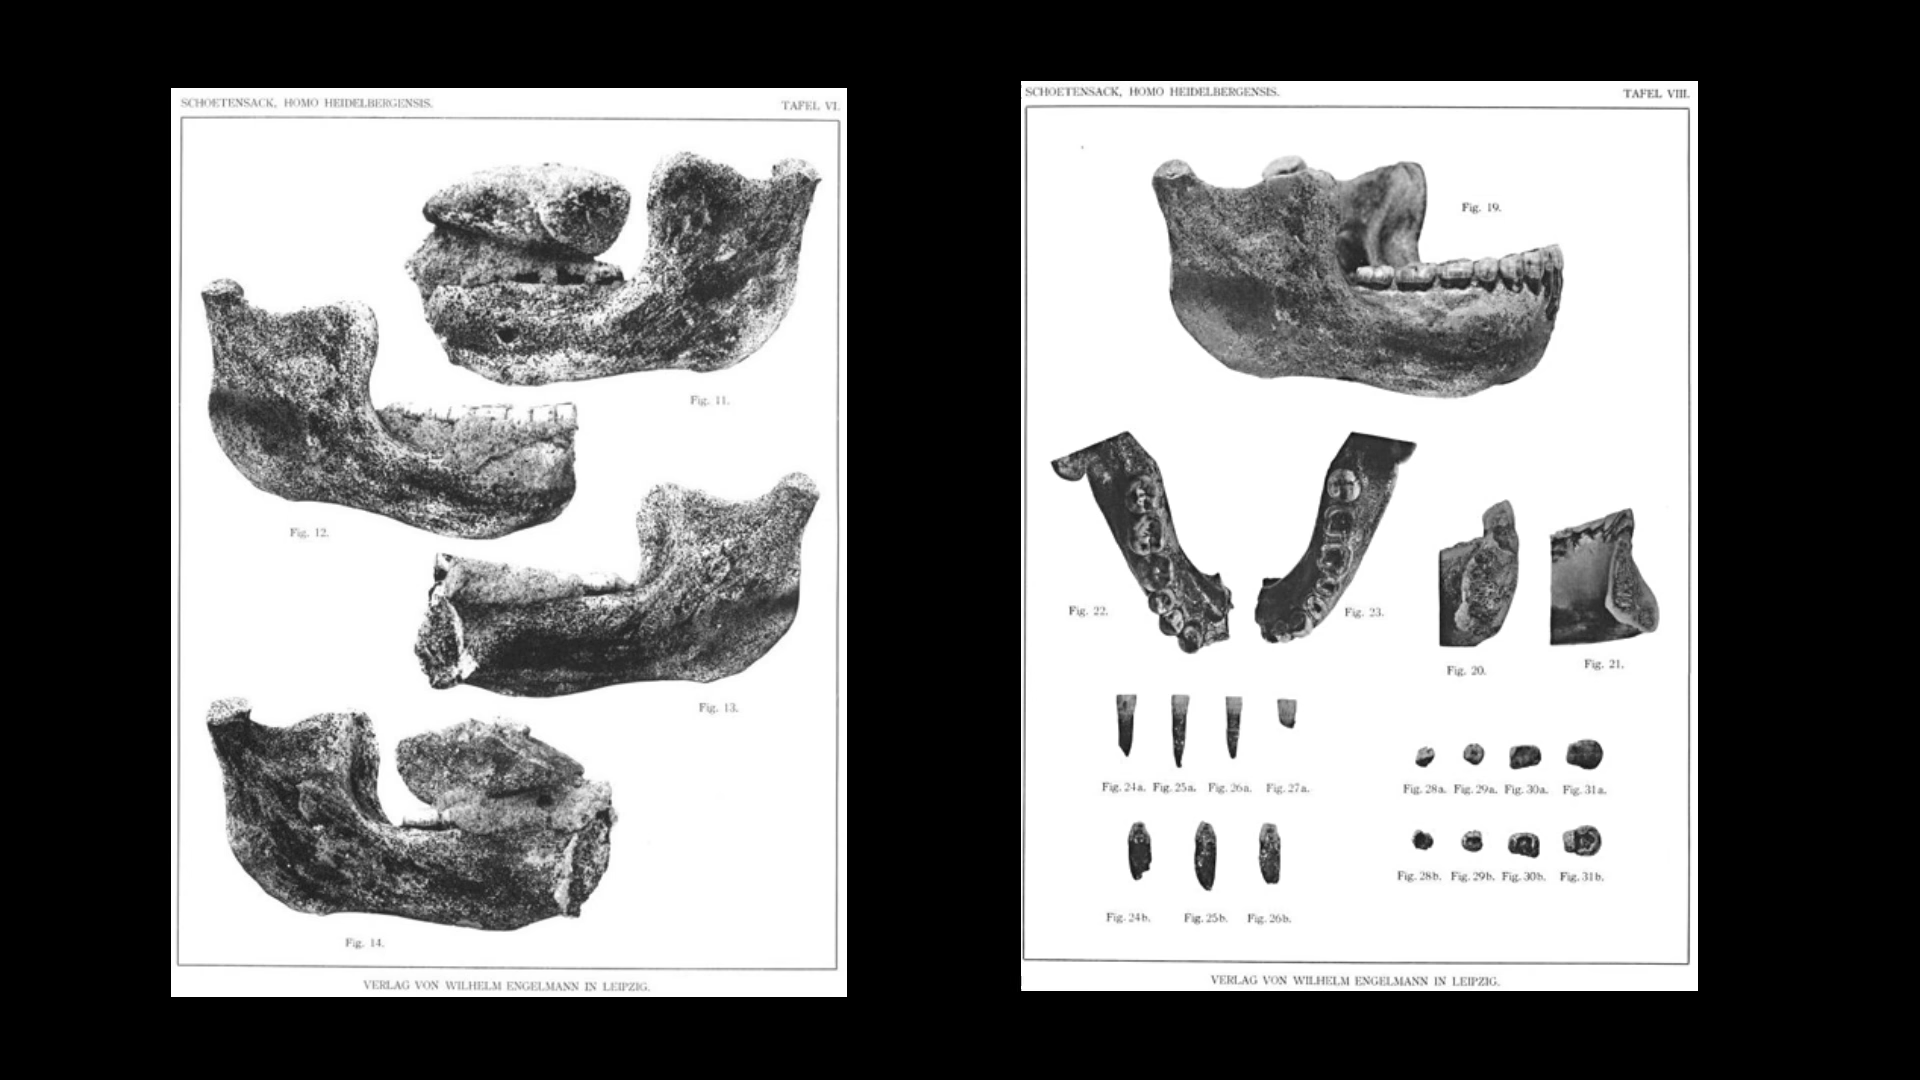 SCHOETENSACK, HOMO HEIDELBERGENSIS.
TAFEL VI.
Fig. 11.
Fig. 12.
Fig. 13.
Fig. 14.
VERLAG VON WILHELM ENGELMANN IN LEIPZIG.
SCHOETENSACK, HOMO HEIDELBERGENSIS.
TAFEL VIII.
Fig. 19.
Fig. 22.
Fig. 23.
Fig. 20.
Fig. 21.
Fig. 24a. Fig. 25a. Fig. 26a. Fig. 27a.
Fig. 28a. Fig. 29a. Fig. 30a. Fig. 31a.
Fig. 28b. Fig. 29b. Fig. 30b. Fig. 31b.
Fig. 24b. Fig. 25b. Fig. 26b.
VERLAG VON WILHELM ENGELMANN IN LEIPZIG.